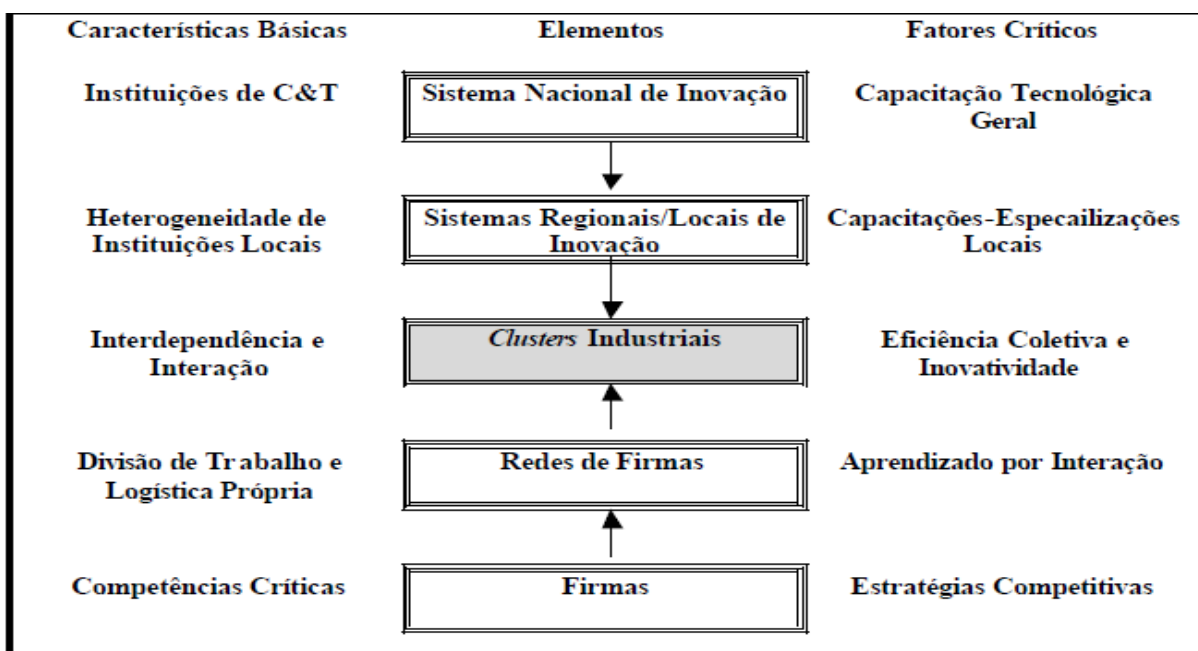 Características Básicas
Elementos
Fatores Críticos
Instituições de C&T
Sistema Nacional de Inovação
Capacitação Tecnológica
Geral
Heterogeneidade de
Instituições Locais
Sistemas Regionais/Locais de
Inovação
Capacitações-Especailizações
Locais
Interdependência e
Interação
Clusters Industriais
Eficiência Coletiva e
Inovatividade
Divisão de Trabalho e
Logística Própria
Redes de Firmas
Aprendizado por Interação
Competências Críticas
Firmas
Estratégias Competitivas